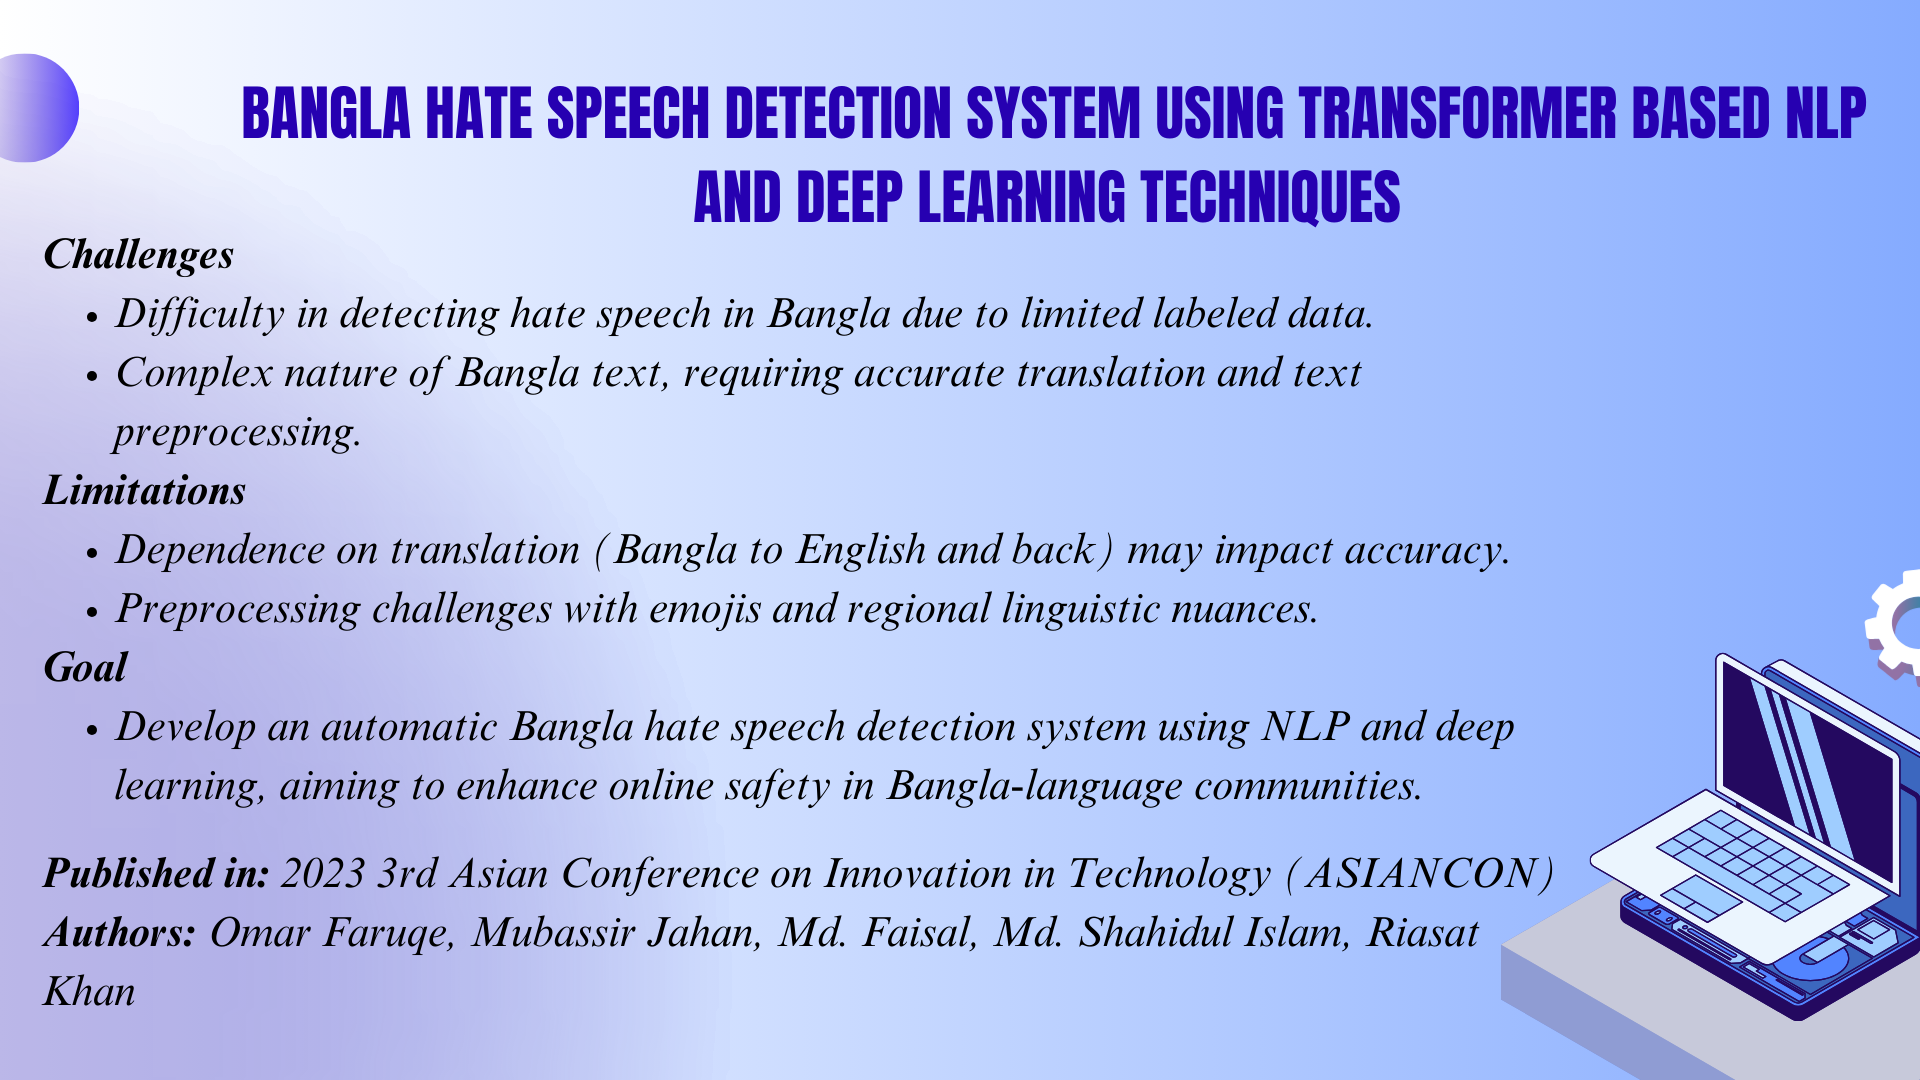 BANGLA HATE SPEECH DETECTION SYSTEM USING TRANSFORMER BASED NLP
AND DEEP LEARNING TECHNIQUES
Challenges
• Difficulty in detecting hate speech in Bangla due to limited labeled data.
• Complex nature of Bangla text, requiring accurate translation and text
preprocessing.
Limitations
• Dependence on translation (Bangla to English and back) may impact accuracy.
• Preprocessing challenges with emojis and regional linguistic nuances.
Goal
• Develop an automatic Bangla hate speech detection system using NLP and deep
learning, aiming to enhance online safety in Bangla-language communities.
Published in: 2023 3rd Asian Conference on Innovation in Technology (ASIANCON)
Authors: Omar Faruqe, Mubassir Jahan, Md. Faisal, Md. Shahidul Islam, Riasat
Khan